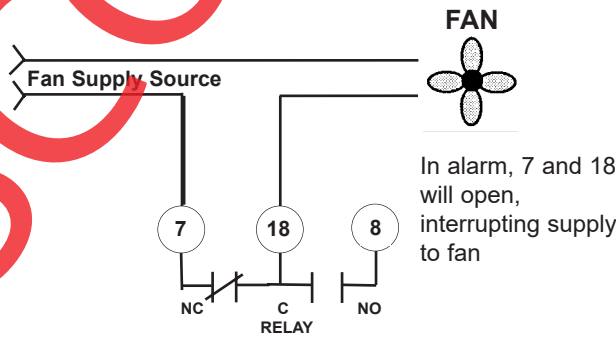 FAN
Fan Supply Source
In alarm, 7 and 18
will open,
interrupting supply
to fan
7 18 8
NC C NO
RELAY